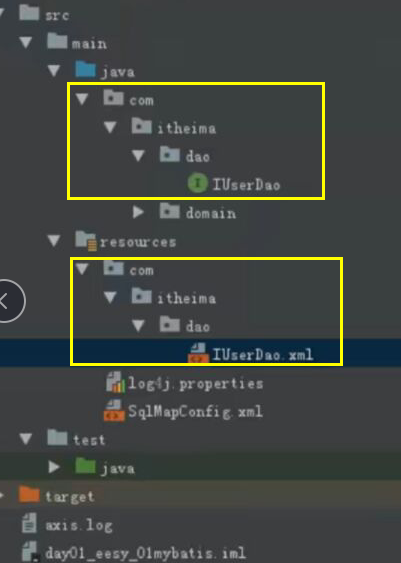 src
main
java
com
itheima
dao
IUserDao
domain
resources
com
itheima
dao
IUserDao.xml
log4j.properties
SqlMapConfig.xml
test
java
target
axis.log
day01_eesy_01mybatis.iml